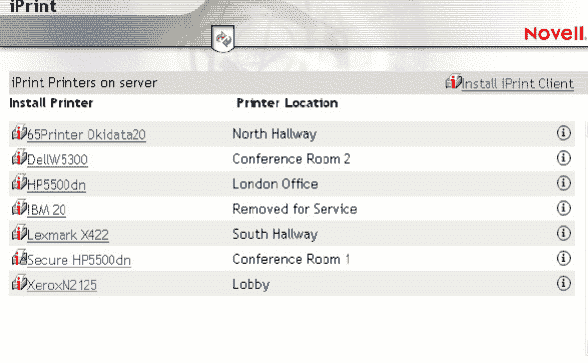 iPrint
Novell.
iPrint Printers on server Install iPrint Client
Install Printer Printer Location
65Printer Okidata20 North Hallway
DellW5300 Conference Room 2
HP5500dn London Office
IBM 20 Removed for Service
Lexmark X422 South Hallway
Secure HP5500dn Conference Room 1
XeroxN2125 Lobby